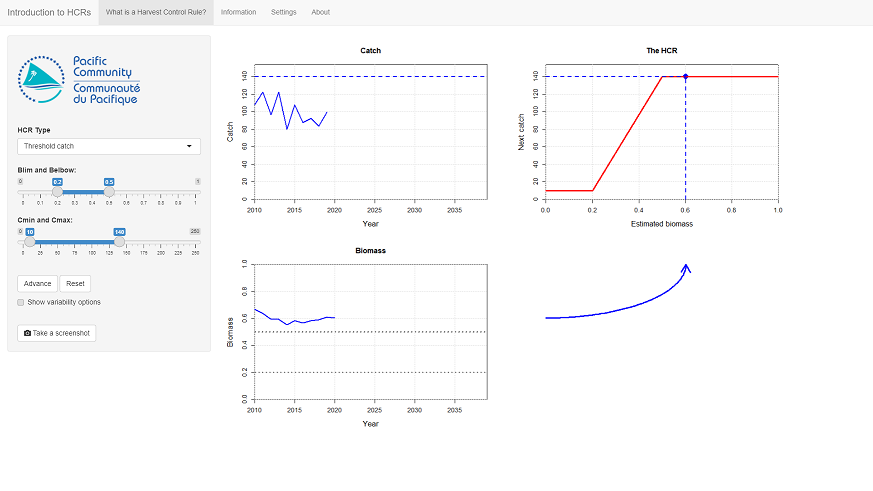 Introduction to HCRs What is a Harvest Control Rule? Information Settings About
Pacific
Community
Communauté
du Pacifique
HCR Type
Threshold catch
Blim and Belbow:
0 0.2 0.5 1
0 0.1 0.2 0.3 0.4 0.5 0.6 0.7 0.8 0.9 1
Cmin and Cmax:
0 10 140 250
0 25 50 75 100 125 150 175 200 225 250
Advance Reset
Show variability options
Take a screenshot
Catch
Catch
0 20 40 60 80 100 120 140
2010 2015 2020 2025 2030 2035
Year
The HCR
Next catch
0 20 40 60 80 100 120 140
0.0 0.2 0.4 0.6 0.8 1.0
Estimated biomass
Biomass
Biomass
0.0 0.2 0.4 0.6 0.8 1.0
2010 2015 2020 2025 2030 2035
Year